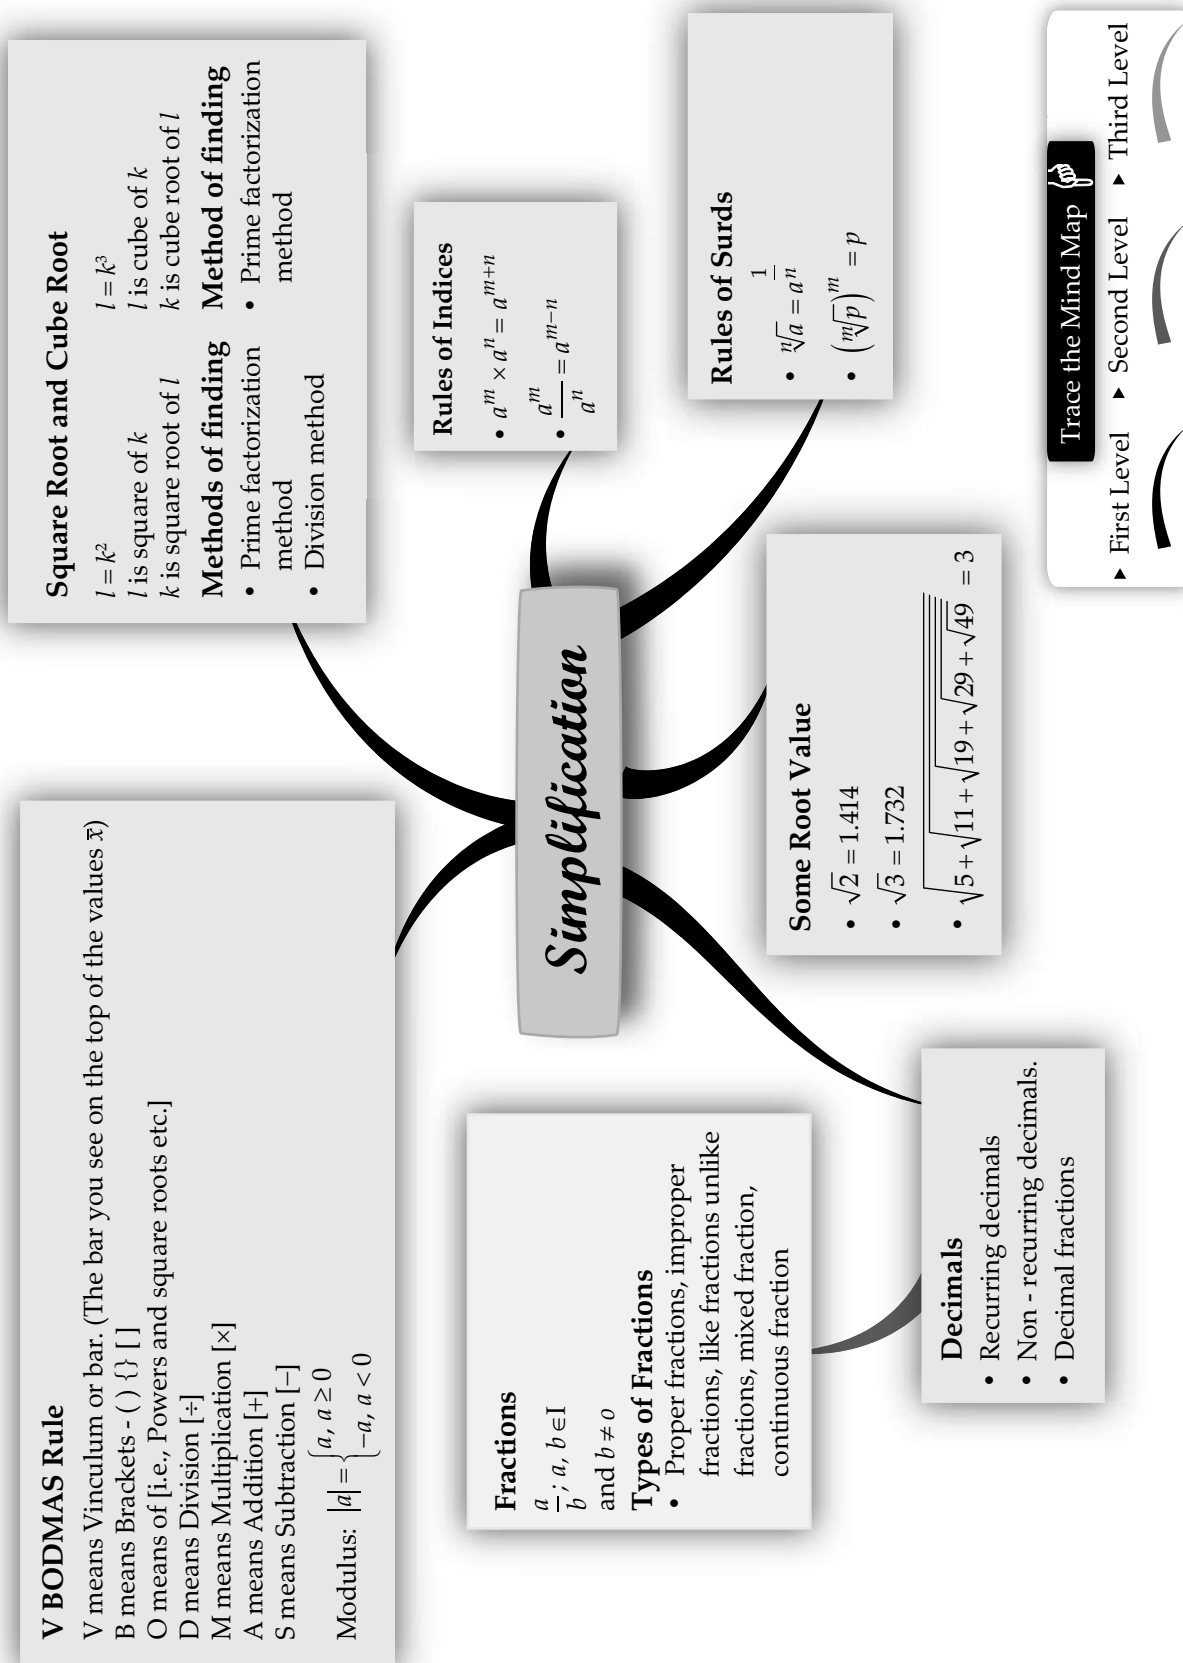 V BODMAS Rule
V means Vinculum or bar. (The bar you see on the top of the values x̄)
B means Brackets - ( ) {} [ ]
O means of [i.e., Powers and square roots etc.]
D means Division [÷]
M means Multiplication [×]
A means Addition [+]
S means Subtraction [−]
Modulus: |a| = { a, a ≥ 0
−a, a < 0
Square Root and Cube Root
l = k²
l is square of k
k is square root of l
Methods of finding
• Prime factorization
method
• Division method
l = k³
l is cube of k
k is cube root of l
Method of finding
• Prime factorization
method
Rules of Indices
• aᵐ × aⁿ = aᵐ⁺ⁿ
• aᵐ/aⁿ = aᵐ⁻ⁿ
Simplification
Fractions
a/b ; a, b ∈ I
and b ≠ o
Types of Fractions
• Proper fractions, improper
fractions, like fractions unlike
fractions, mixed fraction,
continuous fraction
Decimals
• Recurring decimals
• Non - recurring decimals.
• Decimal fractions
Some Root Value
• √2 = 1.414
• √3 = 1.732
• √(5 + √(11 + √(19 + √(29 + √49)))) = 3
Rules of Surds
• ⁿ√a = a^(1/n)
• (ᵐ√p)ᵐ = p
Trace the Mind Map
▸ First Level ▸ Second Level ▸ Third Level